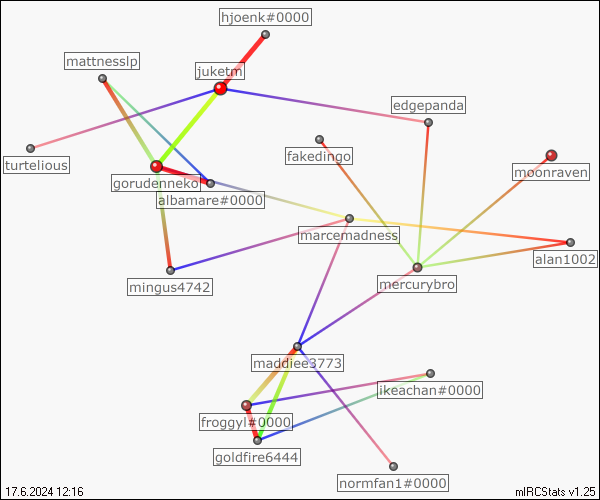 hjoenk#0000
mattnesslp
juketm
edgepanda
fakedingo
turtelious
moonraven
gorudenneko
albamare#0000
marcemadness
alan1002
mingus4742
mercurybro
maddiee3773
ikeachan#0000
froggyl#0000
goldfire6444
normfan1#0000
17.6.2024 12:16
mIRCStats v1.25